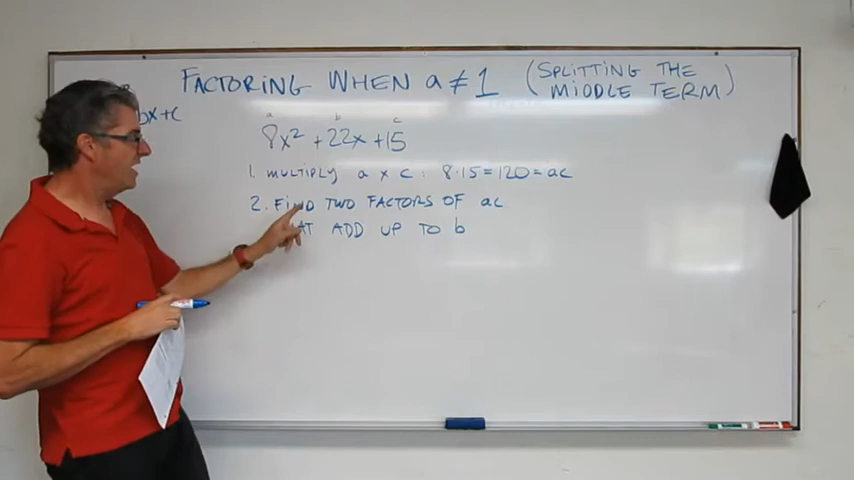 FACTORING WHEN a ≠ 1 (SPLITTING THE MIDDLE TERM)
bx+c
a b c
8x² +22x +15
1. MULTIPLY a x c : 8·15=120=ac
2. FIND TWO FACTORS OF ac
AT ADD UP TO b